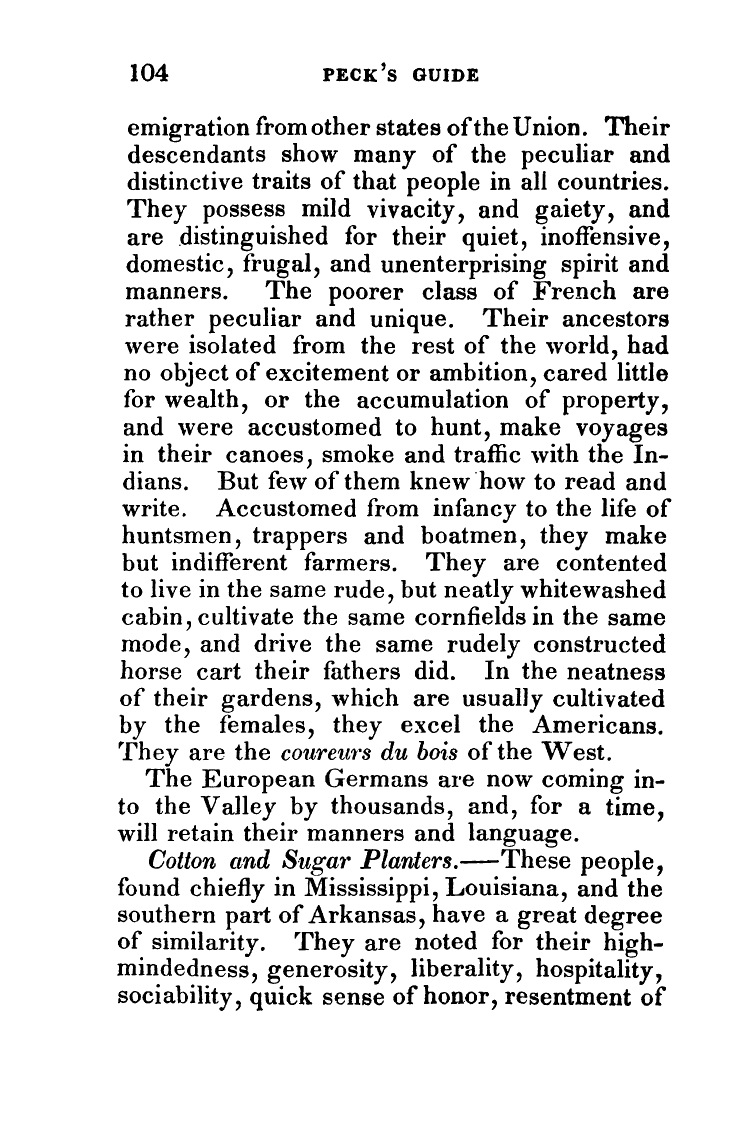 104 PECK'S GUIDE
emigration from other states of the Union. Their
descendants show many of the peculiar and
distinctive traits of that people in all countries.
They possess mild vivacity, and gaiety, and
are distinguished for their quiet, inoffensive,
domestic, frugal, and unenterprising spirit and
manners. The poorer class of French are
rather peculiar and unique. Their ancestors
were isolated from the rest of the world, had
no object of excitement or ambition, cared little
for wealth, or the accumulation of property,
and were accustomed to hunt, make voyages
in their canoes, smoke and traffic with the In-
dians. But few of them knew how to read and
write. Accustomed from infancy to the life of
huntsmen, trappers and boatmen, they make
but indifferent farmers. They are contented
to live in the same rude, but neatly whitewashed
cabin, cultivate the same cornfields in the same
mode, and drive the same rudely constructed
horse cart their fathers did. In the neatness
of their gardens, which are usually cultivated
by the females, they excel the Americans.
They are the coureurs du bois of the West.
The European Germans are now coming in-
to the Valley by thousands, and, for a time,
will retain their manners and language.
Cotton and Sugar Planters.—These people,
found chiefly in Mississippi, Louisiana, and the
southern part of Arkansas, have a great degree
of similarity. They are noted for their high-
mindedness, generosity, liberality, hospitality,
sociability, quick sense of honor, resentment of